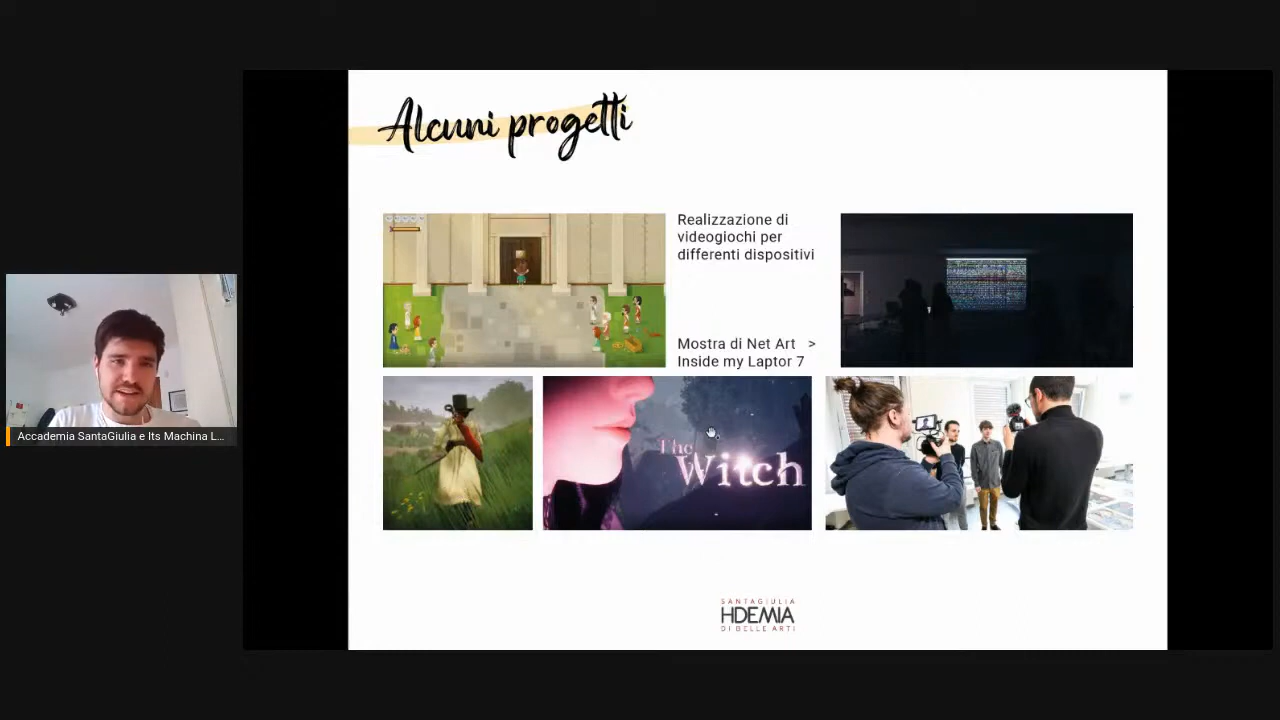 Alcuni progetti
Realizzazione di
videogiochi per
differenti dispositivi
Mostra di Net Art >
Inside my Laptor 7
The
Witch
Accademia SantaGiulia e Its Machina L...
SANTAGIULIA
HDEMIA
DI BELLE ARTI